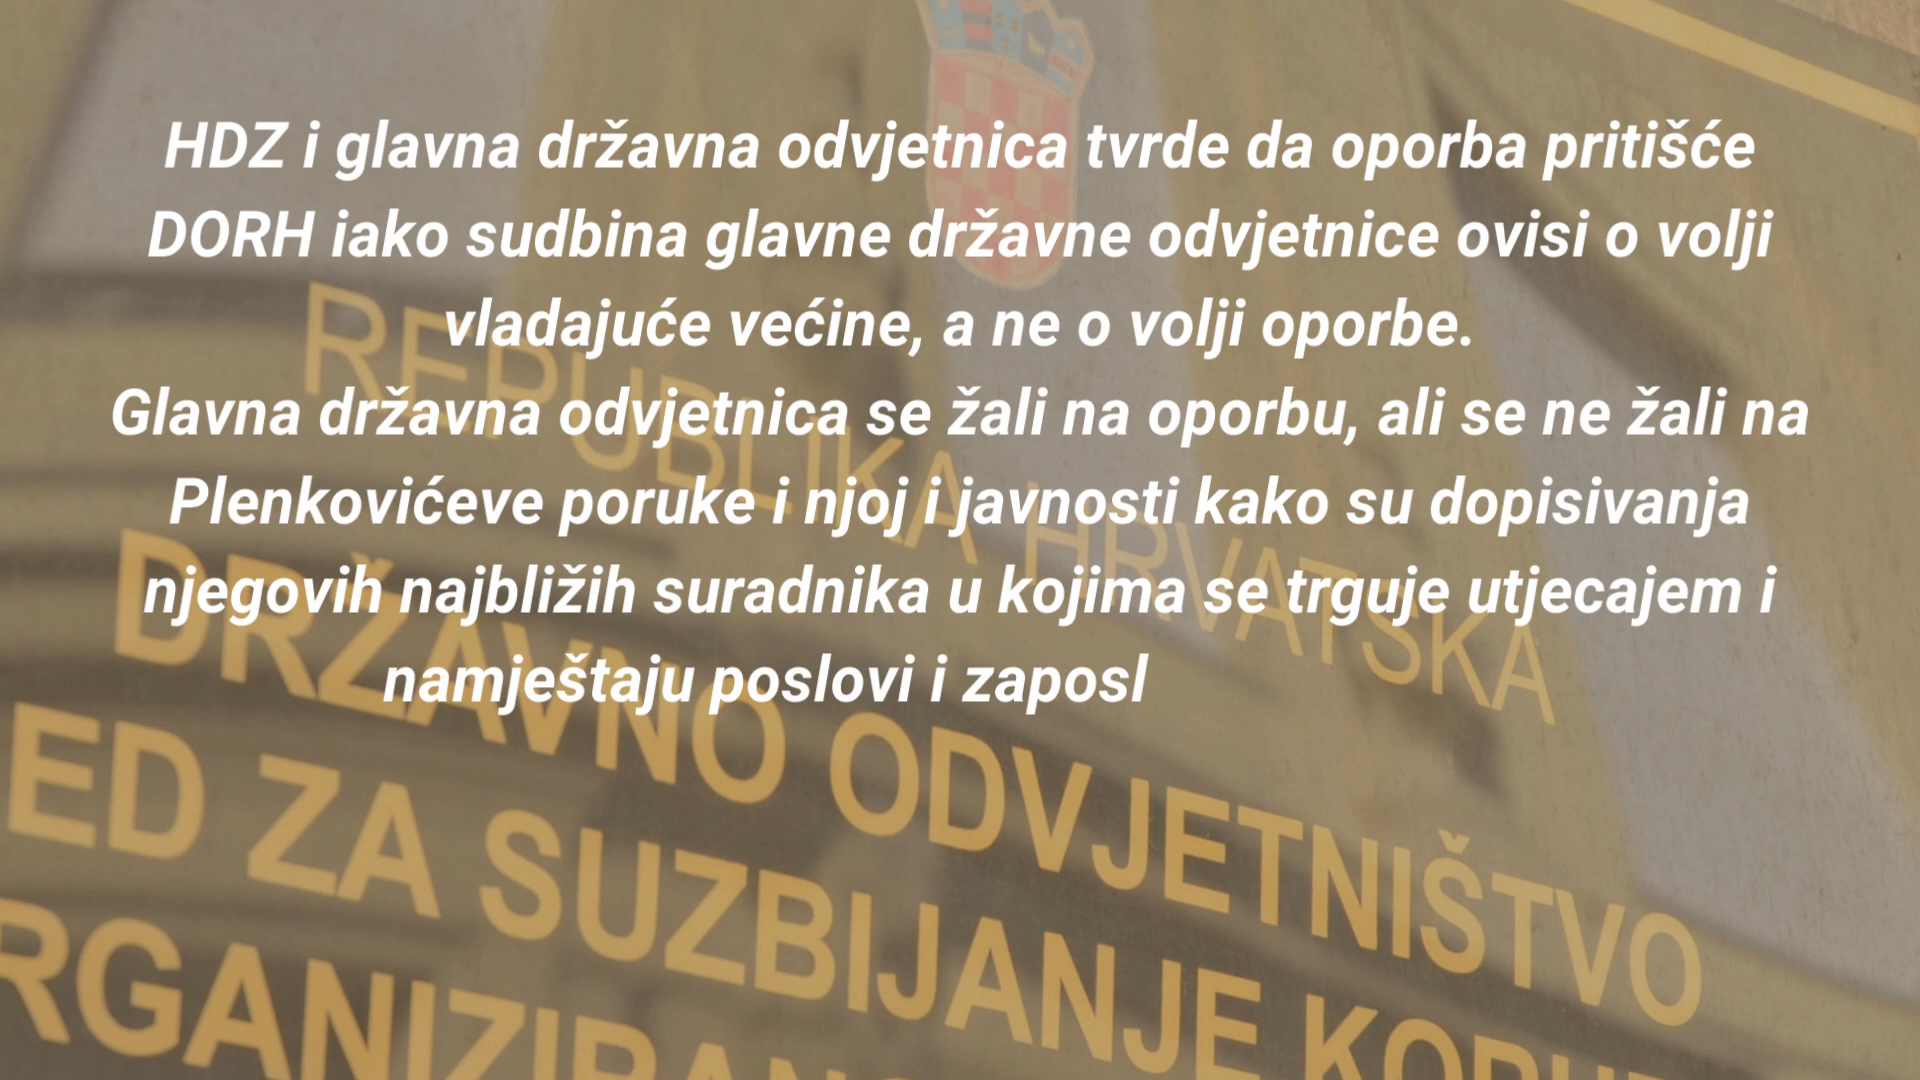 HDZ i glavna državna odvjetnica tvrde da oporba pritišće
DORH iako sudbina glavne državne odvjetnice ovisi o volji
vladajuće većine, a ne o volji oporbe.
Glavna državna odvjetnica se žali na oporbu, ali se ne žali na
Plenkovićeve poruke i njoj i javnosti kako su dopisivanja
njegovih najbližih suradnika u kojima se trguje utjecajem i
namještaju poslovi i zaposl
REPUBLIKA HRVATSKA
DRŽAVNO ODVJETNIŠTVO
ED ZA SUZBIJANJE KORU
RGANIZIRANO